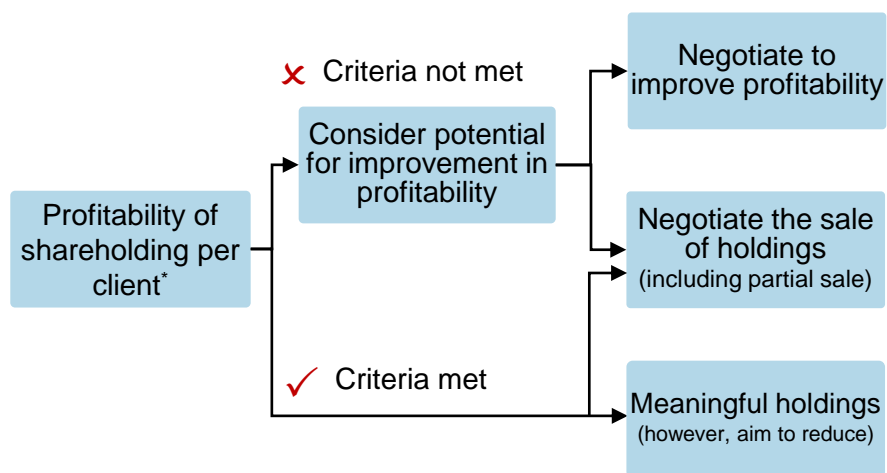 Profitability of
shareholding per
client*
✗ Criteria not met
Consider potential
for improvement in
profitability
✓ Criteria met
Negotiate to
improve profitability
Negotiate the sale
of holdings
(including partial sale)
Meaningful holdings
(however, aim to reduce)